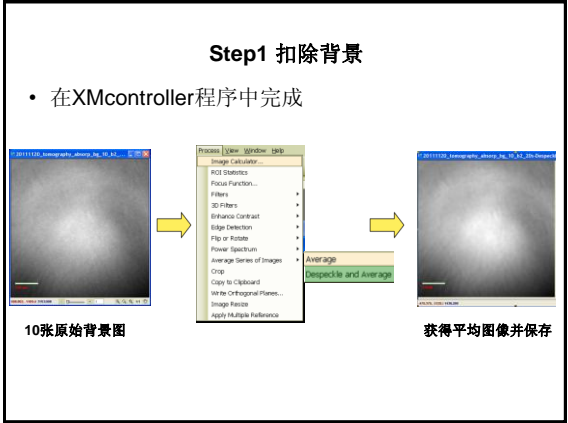 Step1 扣除背景
• 在XMcontroller程序中完成
Process View Window Help
Image Calculator...
ROI Statistics
Focus Function...
Filters
3D Filters
Enhance Contrast
Edge Detection
Flip or Rotate
Power Spectrum
Average Series of Images
Crop
Copy to Clipboard
Write Orthogonal Planes...
Image Resize
Apply Multiple Reference
Average
Despeckle and Average
10张原始背景图
获得平均图像并保存